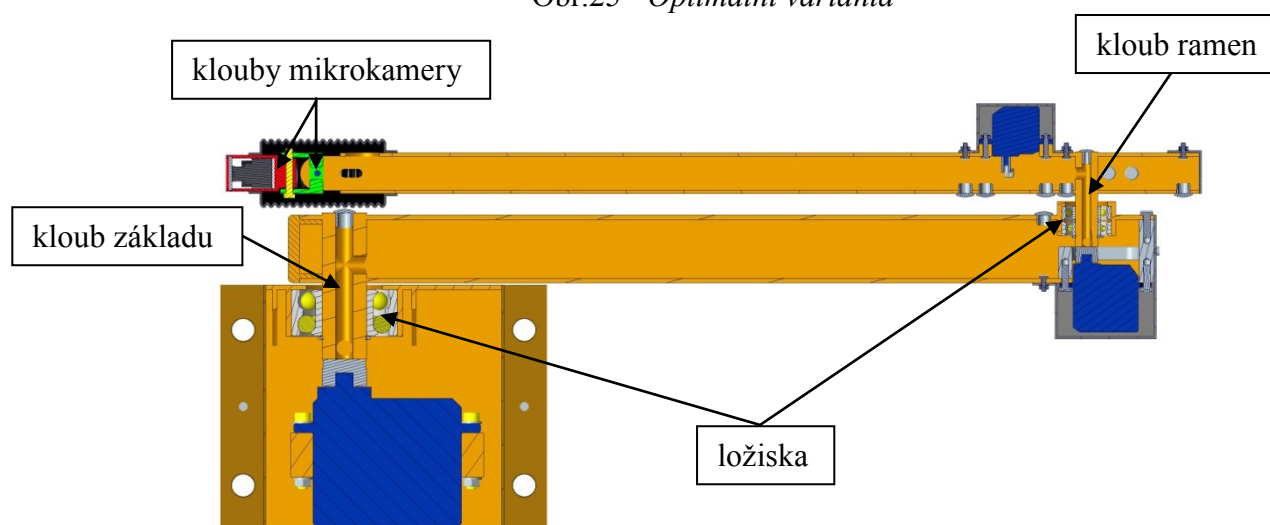 Obr.25 Optimální varianta
klouby mikrokamery
kloub ramen
kloub základu
ložiska